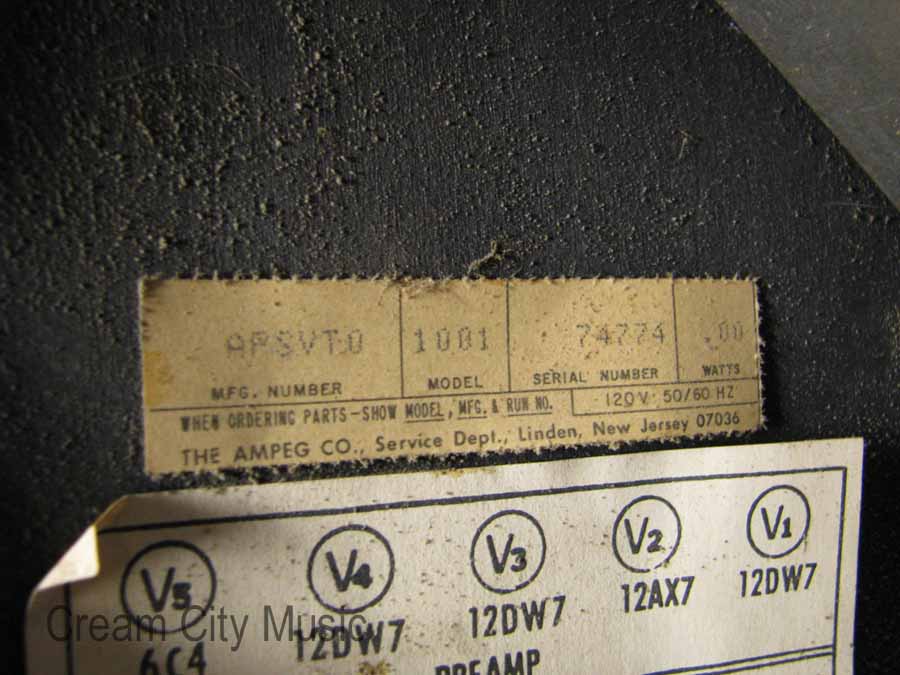 APSVT0 1001 74774 .00
MFG. NUMBER MODEL SERIAL NUMBER WATTS
WHEN ORDERING PARTS-SHOW MODEL, MFG. & RUN NO. 120V 50/60 HZ
THE AMPEG CO., Service Dept., Linden, New Jersey 07036
V5 V4 V3 V2 V1
6C4 12DW7 12DW7 12AX7 12DW7
PREAMP
Cream City Music